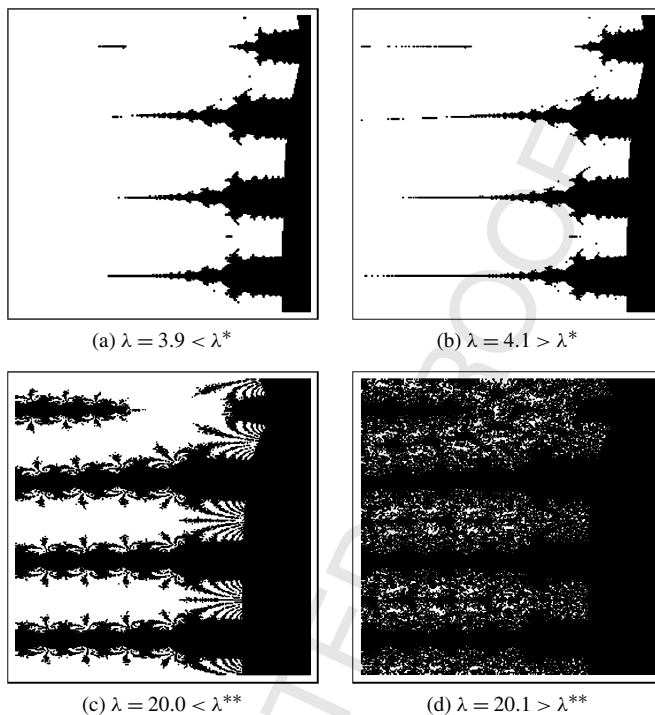 (a) λ = 3.9 < λ*
(b) λ = 4.1 > λ*
(c) λ = 20.0 < λ**
(d) λ = 20.1 > λ**